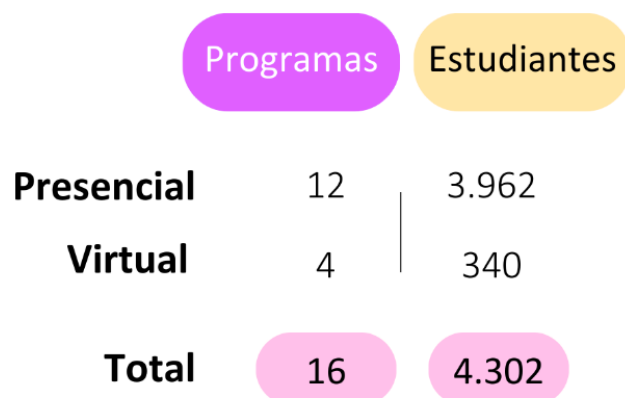 Programas Estudiantes
Presencial 12 3.962
Virtual 4 340
Total 16 4.302